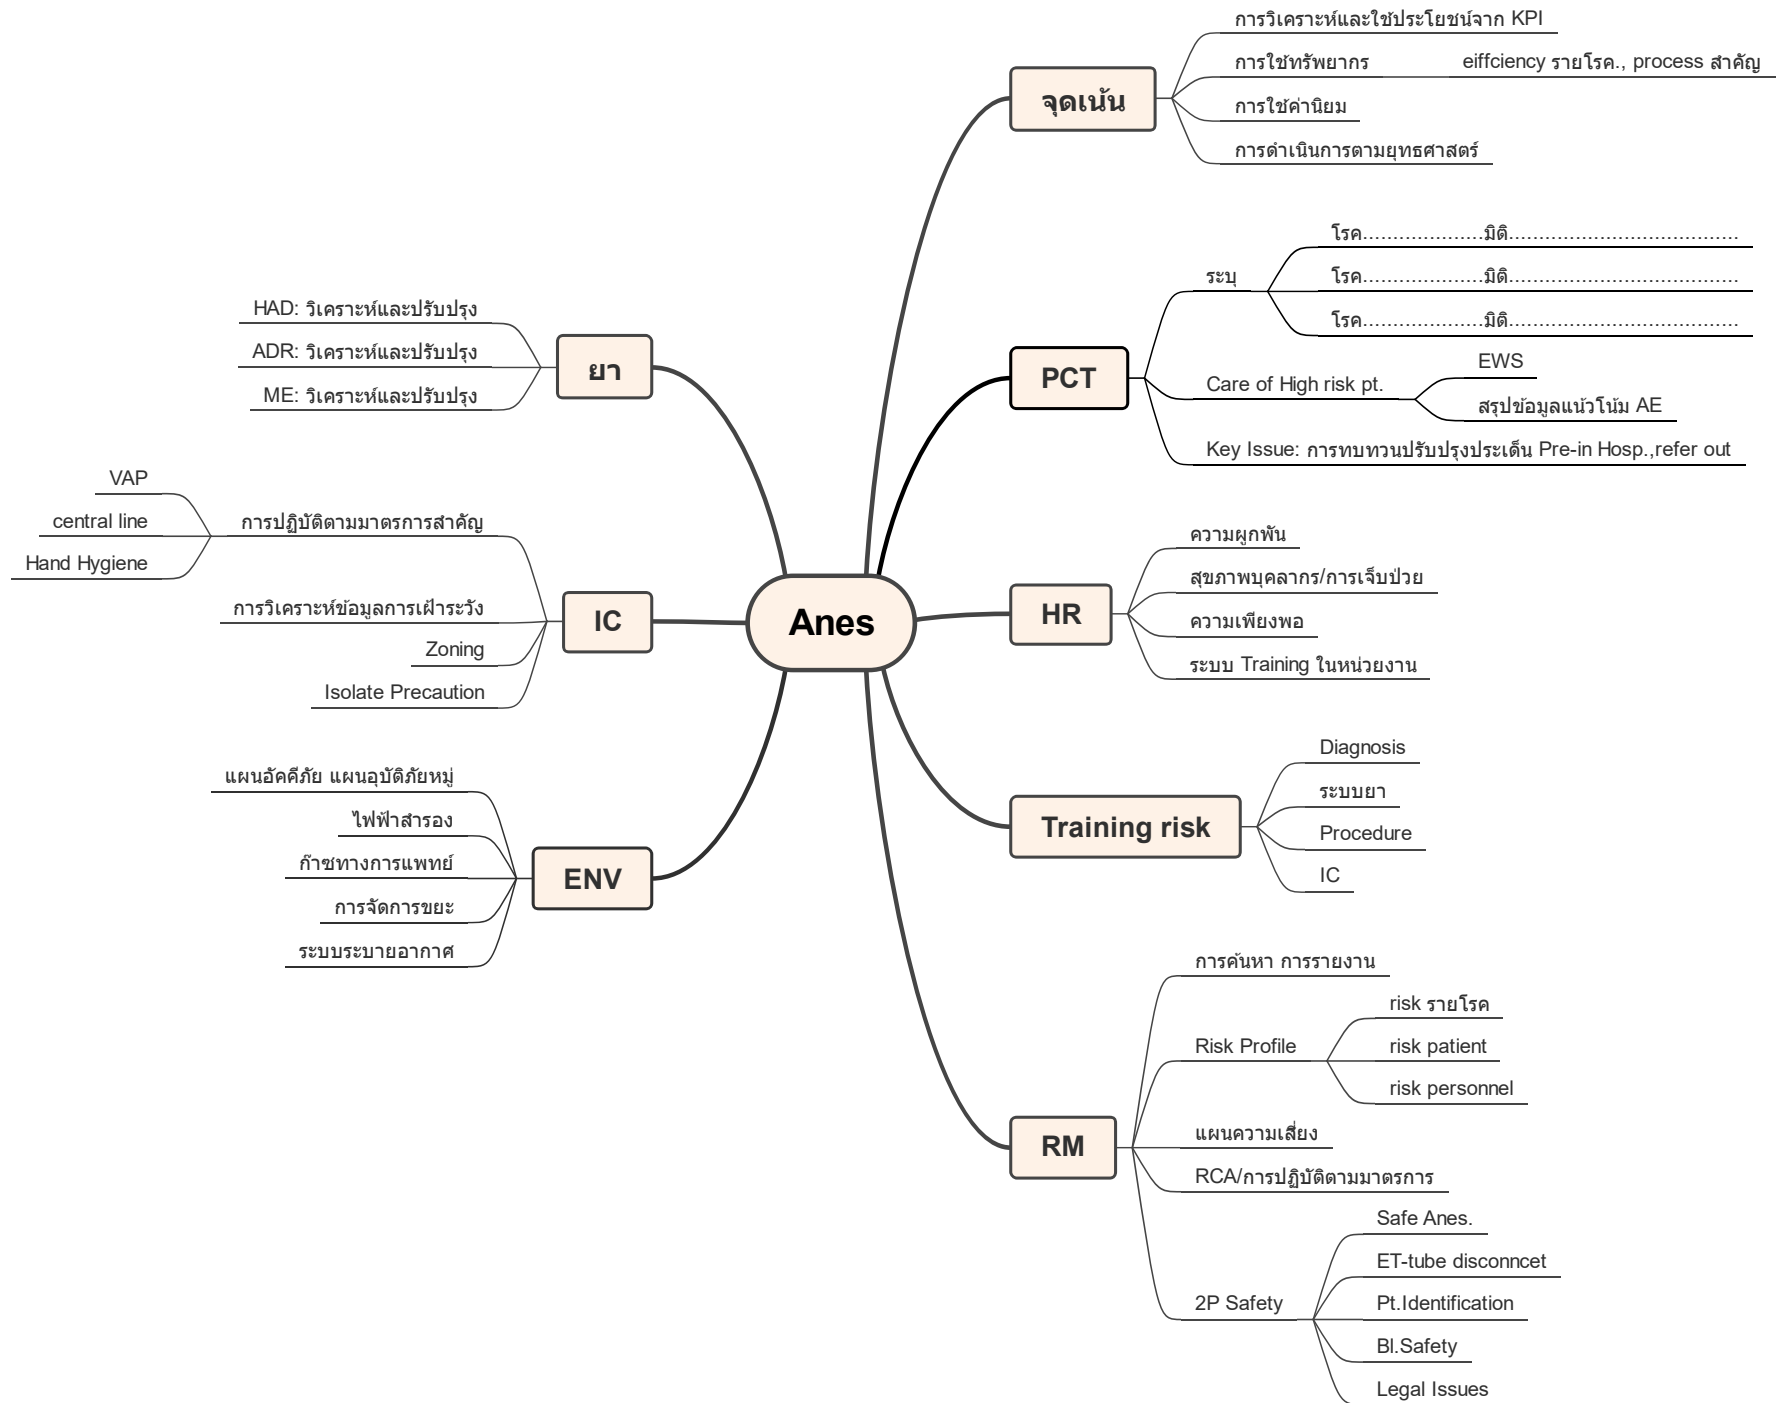 Anes
จุดเน้น
การวิเคราะห์และใช้ประโยชน์จาก KPI
การใช้ทรัพยากร
eiffciency รายโรค., process สำคัญ
การใช้ค่านิยม
การดำเนินการตามยุทธศาสตร์
PCT
ระบุ
โรค....................มิติ......................................
โรค....................มิติ......................................
โรค....................มิติ......................................
Care of High risk pt.
EWS
สรุปข้อมูลแน้วโน้ม AE
Key Issue: การทบทวนปรับปรุงประเด็น Pre-in Hosp.,refer out
HR
ความผูกพัน
สุขภาพบุคลากร/การเจ็บป่วย
ความเพียงพอ
ระบบ Training ในหน่วยงาน
Training risk
Diagnosis
ระบบยา
Procedure
IC
RM
การค้นหา การรายงาน
Risk Profile
risk รายโรค
risk patient
risk personnel
แผนความเสี่ยง
RCA/การปฏิบัติตามมาตรการ
2P Safety
Safe Anes.
ET-tube disconncet
Pt.Identification
Bl.Safety
Legal Issues
ยา
HAD: วิเคราะห์และปรับปรุง
ADR: วิเคราะห์และปรับปรุง
ME: วิเคราะห์และปรับปรุง
IC
การปฏิบัติตามมาตรการสำคัญ
VAP
central line
Hand Hygiene
การวิเคราะห์ข้อมูลการเฝ้าระวัง
Zoning
Isolate Precaution
ENV
แผนอัคคีภัย แผนอุบัติภัยหมู่
ไฟฟ้าสำรอง
ก๊าซทางการแพทย์
การจัดการขยะ
ระบบระบายอากาศ